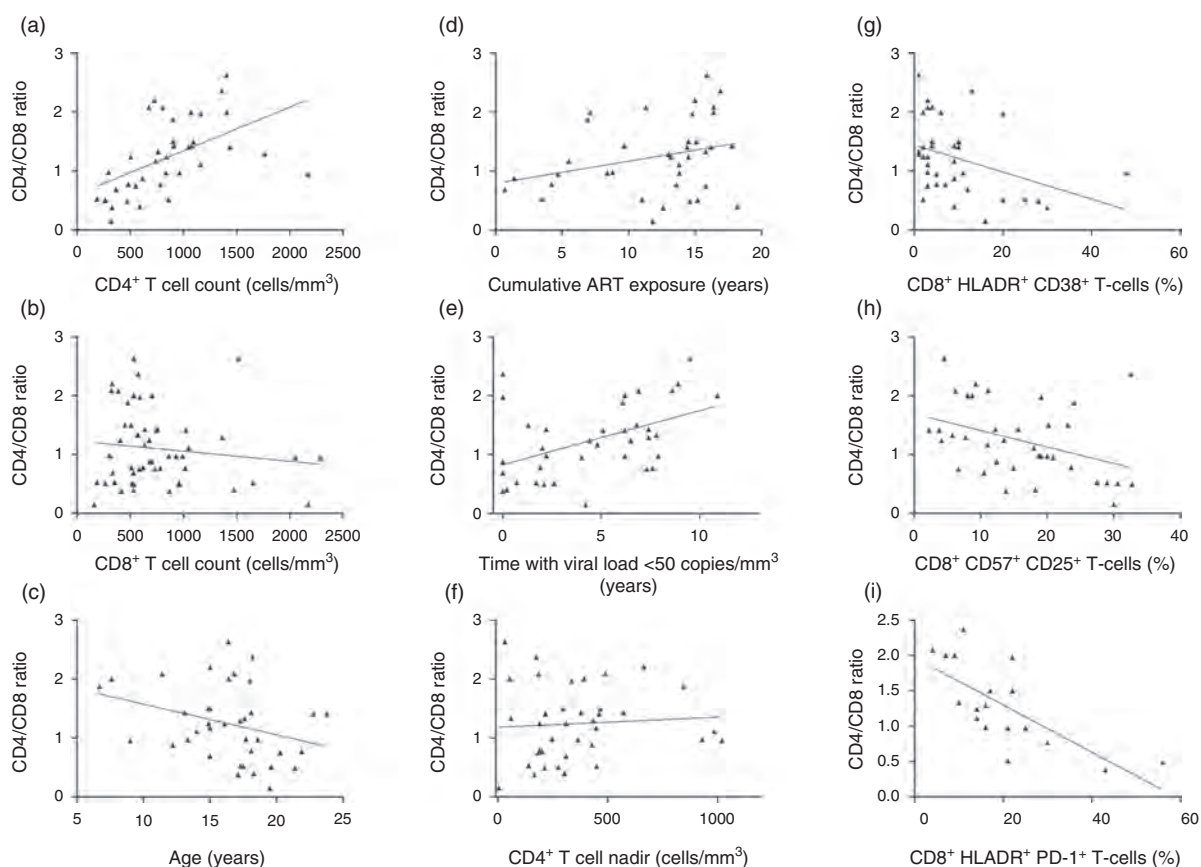 (a)
CD4/CD8 ratio
3
2
1
0
0 500 1000 1500 2000 2500
CD4⁺ T cell count (cells/mm³)
(b)
CD4/CD8 ratio
3
2
1
0
0 500 1000 1500 2000 2500
CD8⁺ T cell count (cells/mm³)
(c)
CD4/CD8 ratio
3
2
1
0
5 10 15 20 25
Age (years)
(d)
CD4/CD8 ratio
3
2
1
0
0 5 10 15 20
Cumulative ART exposure (years)
(e)
CD4/CD8 ratio
3
2
1
0
0 5 10
Time with viral load <50 copies/mm³
(years)
(f)
CD4/CD8 ratio
3
2
1
0
0 500 1000
CD4⁺ T cell nadir (cells/mm³)
(g)
CD4/CD8 ratio
3
2
1
0
0 20 40 60
CD8⁺ HLADR⁺ CD38⁺ T-cells (%)
(h)
CD4/CD8 ratio
3
2
1
0
0 10 20 30 40
CD8⁺ CD57⁺ CD25⁺ T-cells (%)
(i)
CD4/CD8 ratio
2.5
2.0
1.5
1.0
0.5
0.0
0 20 40 60
CD8⁺ HLADR⁺ PD-1⁺ T-cells (%)